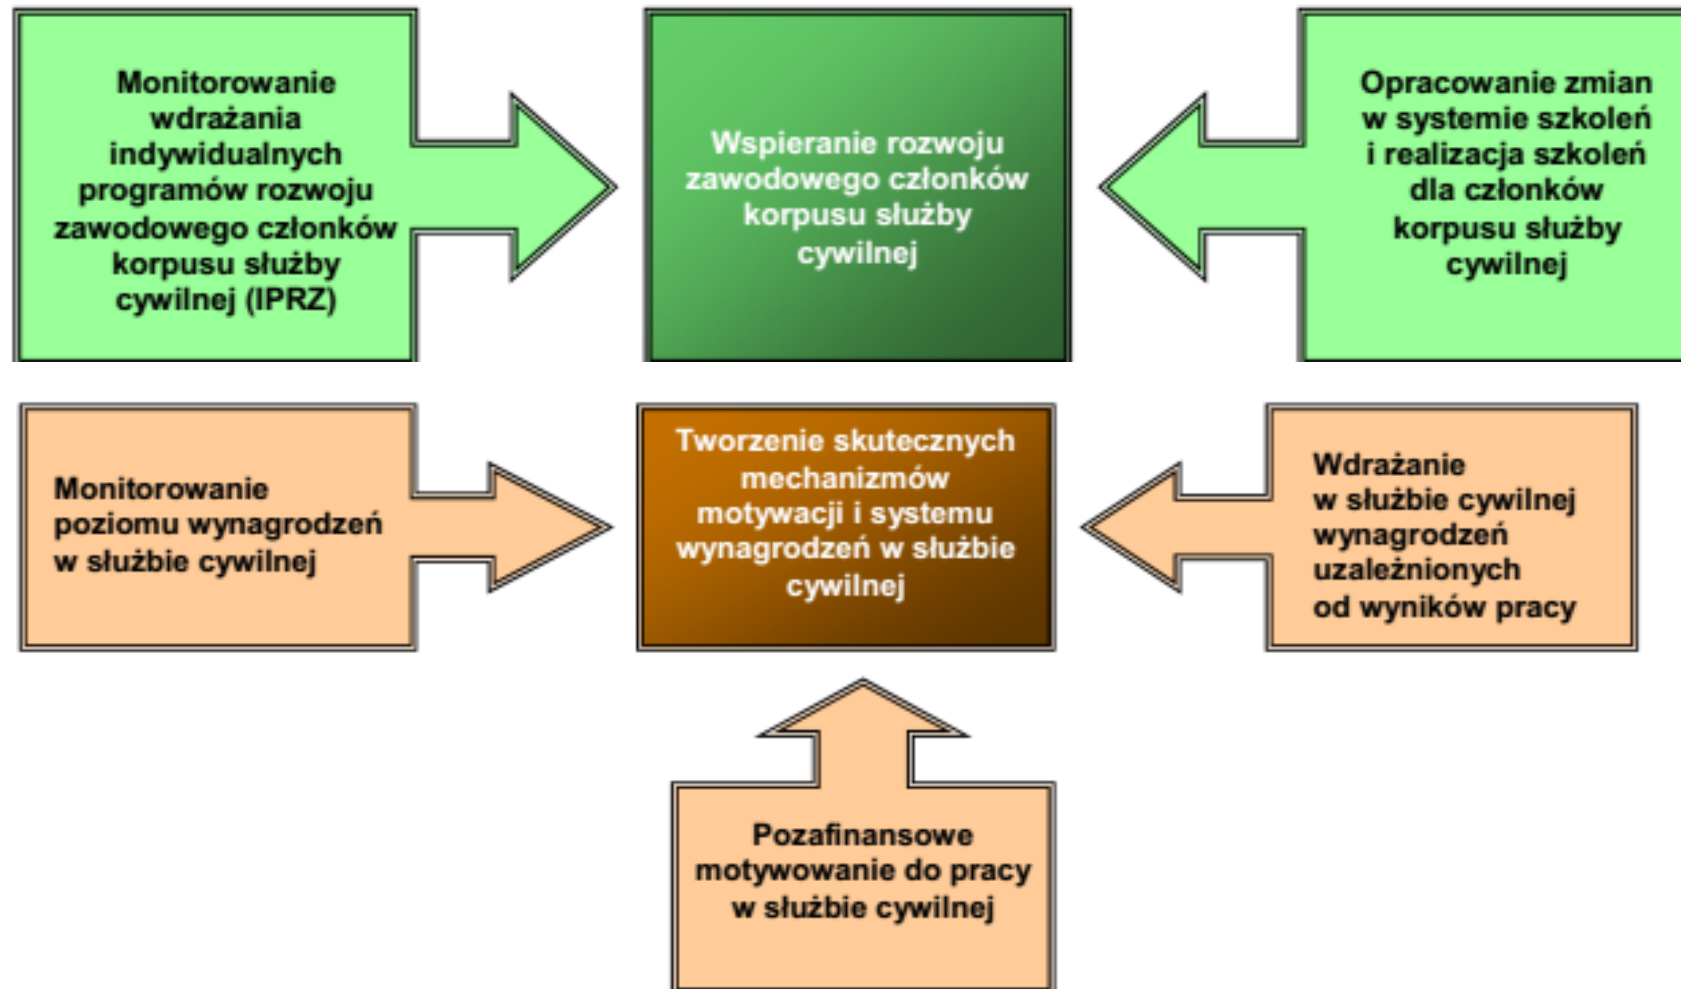 Monitorowanie
wdrażania
indywidualnych
programów rozwoju
zawodowego członków
korpusu służby
cywilnej (IPRZ)
Wspieranie rozwoju
zawodowego członków
korpusu służby
cywilnej
Opracowanie zmian
w systemie szkoleń
i realizacja szkoleń
dla członków
korpusu służby
cywilnej
Monitorowanie
poziomu wynagrodzeń
w służbie cywilnej
Tworzenie skutecznych
mechanizmów
motywacji i systemu
wynagrodzeń w służbie
cywilnej
Wdrażanie
w służbie cywilnej
wynagrodzeń
uzależnionych
od wyników pracy
Pozafinansowe
motywowanie do pracy
w służbie cywilnej